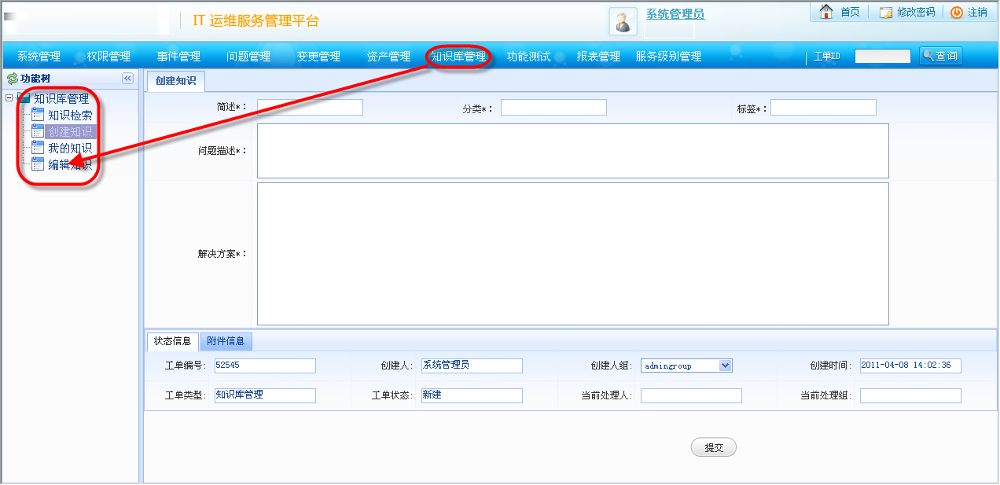 IT 运维服务管理平台
系统管理员
首页 修改密码 注销
系统管理 权限管理 事件管理 问题管理 变更管理 资产管理 知识库管理 功能测试 报表管理 服务级别管理 工单ID 查询
功能树
知识库管理
知识检索
创建知识
我的知识
编辑知识
创建知识
简述*： 分类*： 标签*：
问题描述*：
解决方案*：
状态信息 附件信息
工单编号: 52545 创建人: 系统管理员 创建人组: admingroup 创建时间: 2011-04-08 14:02:36
工单类型: 知识库管理 工单状态: 新建 当前处理人: 当前处理组:
提交